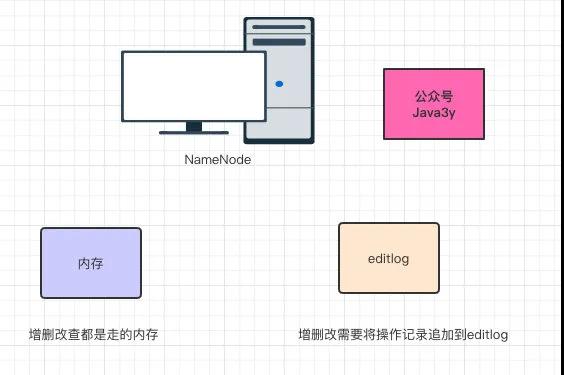 公众号
Java3y
NameNode
内存
editlog
增删改查都是走的内存
增删改需要将操作记录追加到editlog